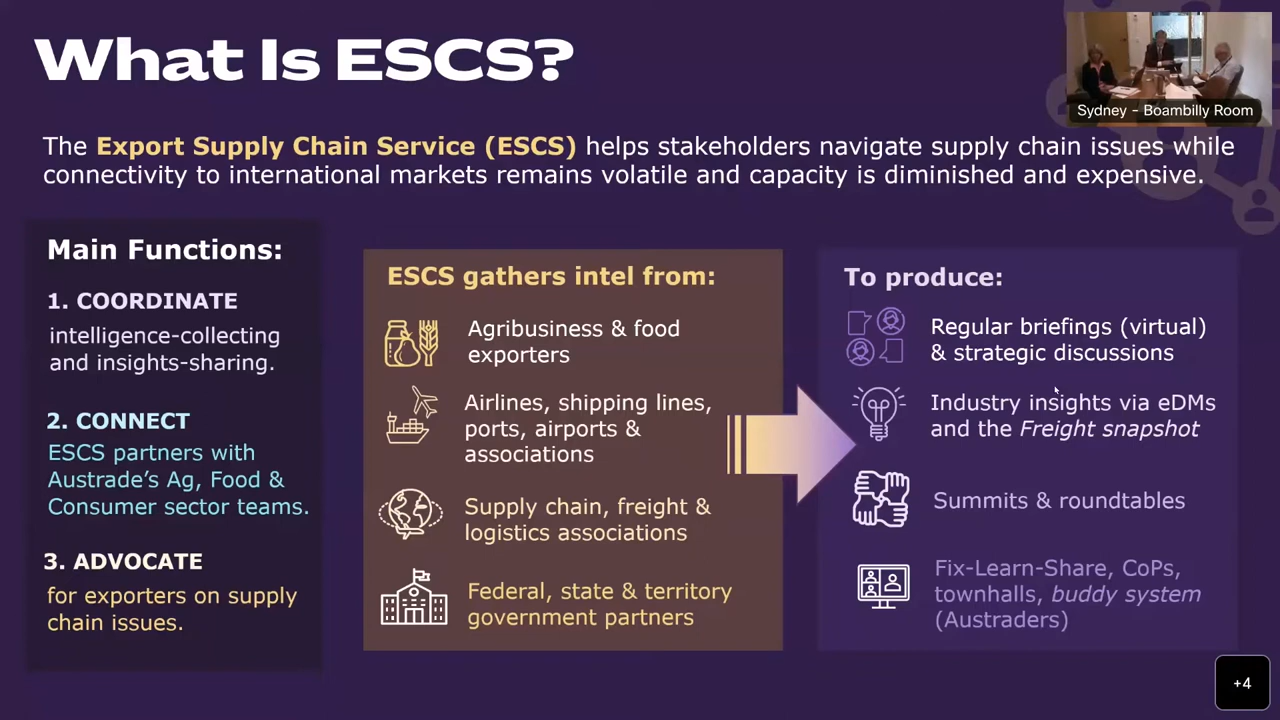 What Is ESCS?
Sydney - Boambilly Room
The Export Supply Chain Service (ESCS) helps stakeholders navigate supply chain issues while
connectivity to international markets remains volatile and capacity is diminished and expensive.
Main Functions:
1. COORDINATE
intelligence-collecting
and insights-sharing.
2. CONNECT
ESCS partners with
Austrade’s Ag, Food &
Consumer sector teams.
3. ADVOCATE
for exporters on supply
chain issues.
ESCS gathers intel from:
Agribusiness & food
exporters
Airlines, shipping lines,
ports, airports &
associations
Supply chain, freight &
logistics associations
Federal, state & territory
government partners
To produce:
Regular briefings (virtual)
& strategic discussions
Industry insights via eDMs
and the Freight snapshot
Summits & roundtables
Fix-Learn-Share, CoPs,
townhalls, buddy system
(Austraders)
+4